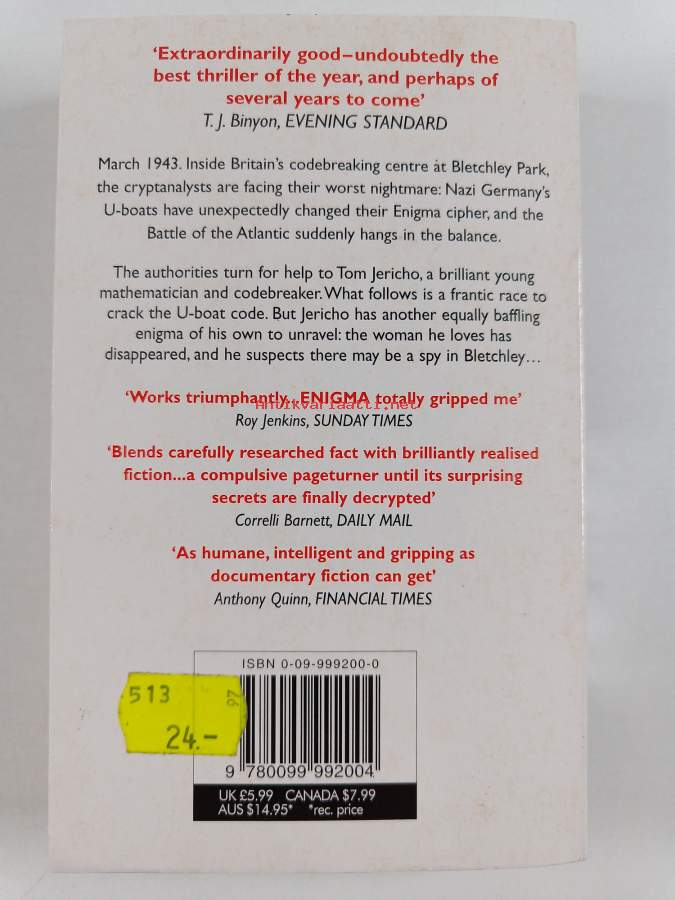 ‘Extraordinarily good–undoubtedly the
best thriller of the year, and perhaps of
several years to come’
T. J. Binyon, EVENING STANDARD
March 1943. Inside Britain’s codebreaking centre at Bletchley Park,
the cryptanalysts are facing their worst nightmare: Nazi Germany’s
U-boats have unexpectedly changed their Enigma cipher, and the
Battle of the Atlantic suddenly hangs in the balance.
The authorities turn for help to Tom Jericho, a brilliant young
mathematician and codebreaker. What follows is a frantic race to
crack the U-boat code. But Jericho has another equally baffling
enigma of his own to unravel: the woman he loves has
disappeared, and he suspects there may be a spy in Bletchley...
‘Works triumphantly...ENIGMA totally gripped me’
Antikvariaatti.net
Roy Jenkins, SUNDAY TIMES
‘Blends carefully researched fact with brilliantly realised
fiction...a compulsive pageturner until its surprising
secrets are finally decrypted’
Correlli Barnett, DAILY MAIL
‘As humane, intelligent and gripping as
documentary fiction can get’
Anthony Quinn, FINANCIAL TIMES
ISBN 0-09-999200-0
513
97
24.-
9 780099 992004
UK £5.99 CANADA $7.99
AUS $14.95* *rec. price